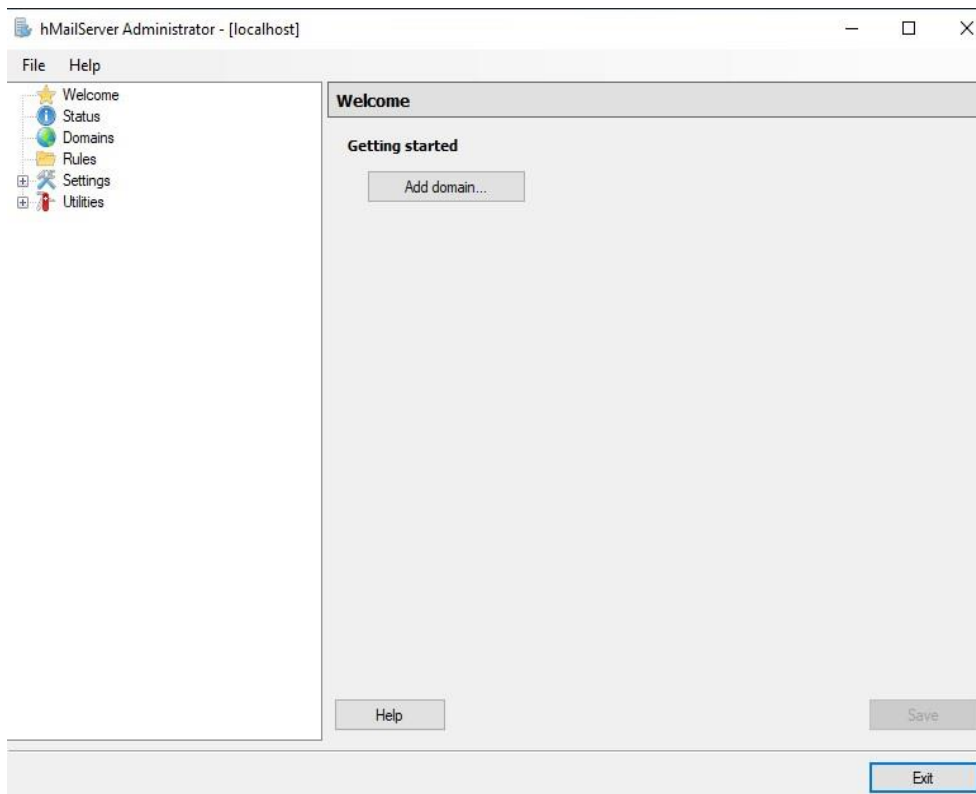 hMailServer Administrator - [localhost]
File Help
Welcome
Status
Domains
Rules
Settings
Utilities
Welcome
Getting started
Add domain...
Help
Save
Exit